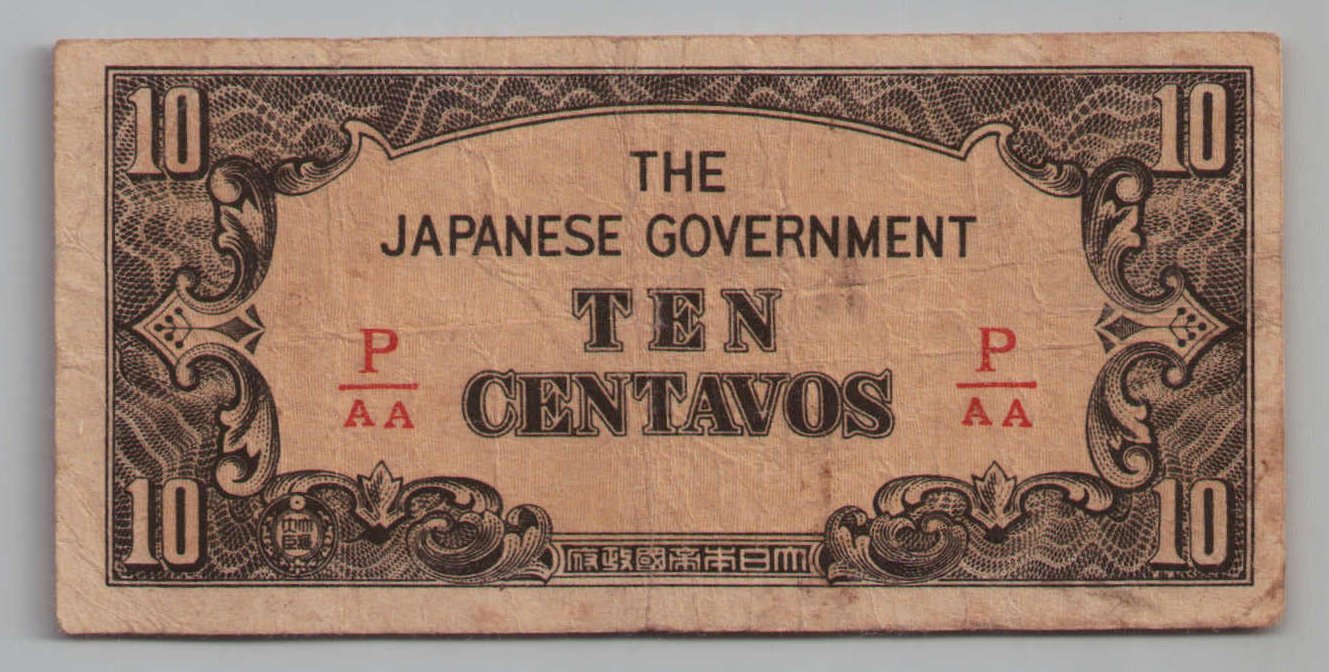 10 10
THE
JAPANESE GOVERNMENT
TEN
P P
AA AA
CENTAVOS
10 10
大日本帝國政府